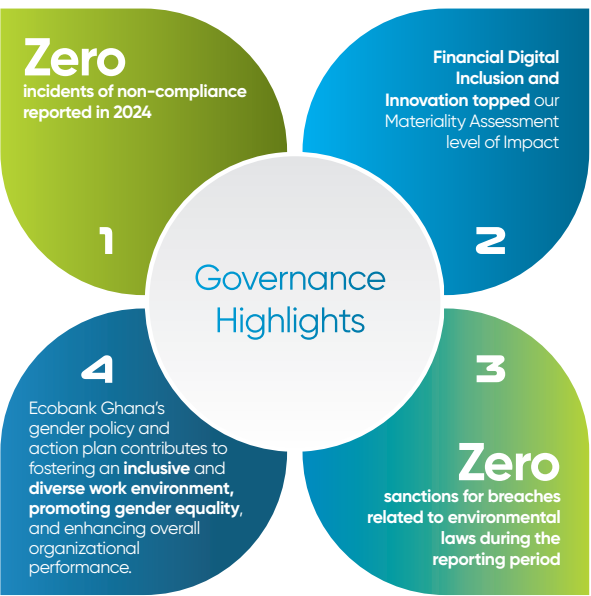 Zero
incidents of non-compliance
reported in 2024
1
Financial Digital
Inclusion and
Innovation topped our
Materiality Assessment
level of Impact
2
Governance
Highlights
4
Ecobank Ghana’s
gender policy and
action plan contributes to
fostering an inclusive and
diverse work environment,
promoting gender equality,
and enhancing overall
organizational
performance.
3
Zero
sanctions for breaches
related to environmental
laws during the
reporting period